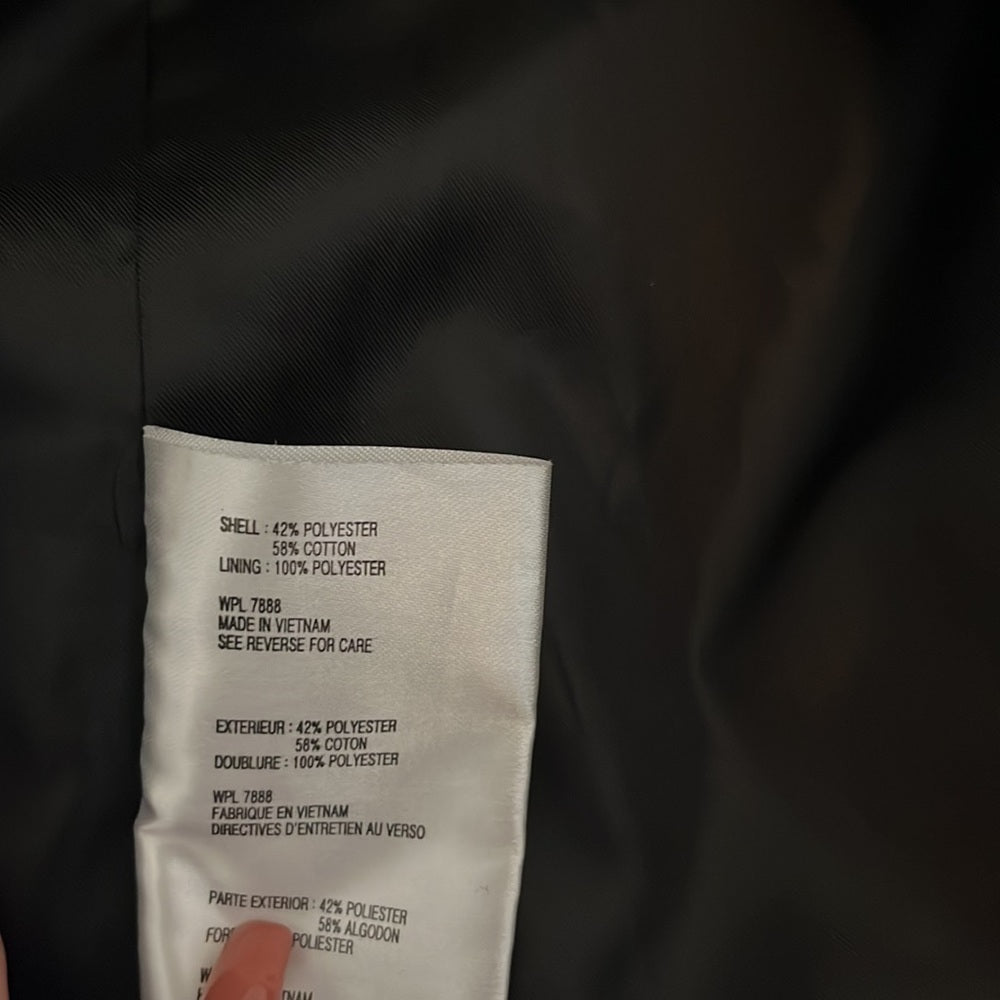 SHELL : 42% POLYESTER
58% COTTON
LINING : 100% POLYESTER
WPL 7888
MADE IN VIETNAM
SEE REVERSE FOR CARE
EXTERIEUR : 42% POLYESTER
58% COTON
DOUBLURE : 100% POLYESTER
WPL 7888
FABRIQUE EN VIETNAM
DIRECTIVES D'ENTRETIEN AU VERSO
PARTE EXTERIOR : 42% POLIESTER
58% ALGODON
POLIESTER